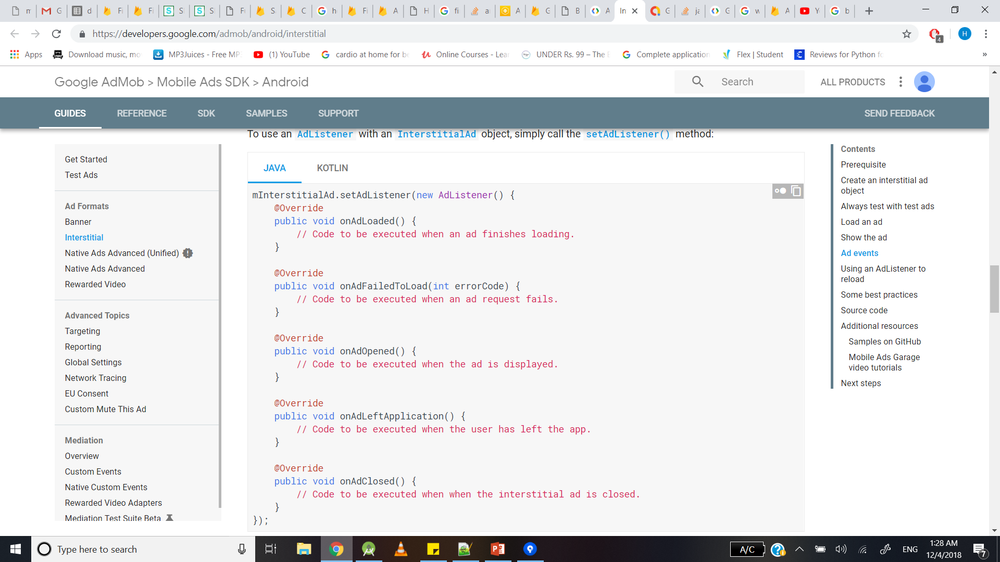 https://developers.google.com/admob/android/interstitial
Apps
Download music, mo
MP3Juices - Free MP
(1) YouTube
cardio at home for be
Online Courses - Lear
UNDER Rs. 99 – The
Complete application
Flex | Student
Reviews for Python fo
»
Google AdMob > Mobile Ads SDK > Android
Search
ALL PRODUCTS
GUIDES
REFERENCE
SDK
SAMPLES
SUPPORT
SEND FEEDBACK
Get Started
Test Ads
Ad Formats
Banner
Interstitial
Native Ads Advanced (Unified)
Native Ads Advanced
Rewarded Video
Advanced Topics
Targeting
Reporting
Global Settings
Network Tracing
EU Consent
Custom Mute This Ad
Mediation
Overview
Custom Events
Native Custom Events
Rewarded Video Adapters
Mediation Test Suite Beta
To use an AdListener with an InterstitialAd object, simply call the setAdListener() method:
JAVA
KOTLIN
mInterstitialAd.setAdListener(new AdListener() {
@Override
public void onAdLoaded() {
// Code to be executed when an ad finishes loading.
}
@Override
public void onAdFailedToLoad(int errorCode) {
// Code to be executed when an ad request fails.
}
@Override
public void onAdOpened() {
// Code to be executed when the ad is displayed.
}
@Override
public void onAdLeftApplication() {
// Code to be executed when the user has left the app.
}
@Override
public void onAdClosed() {
// Code to be executed when when the interstitial ad is closed.
}
});
Contents
Prerequisite
Create an interstitial ad
object
Always test with test ads
Load an ad
Show the ad
Ad events
Using an AdListener to
reload
Some best practices
Source code
Additional resources
Samples on GitHub
Mobile Ads Garage
video tutorials
Next steps
Type here to search
A/C
ENG
1:28 AM
12/4/2018
7